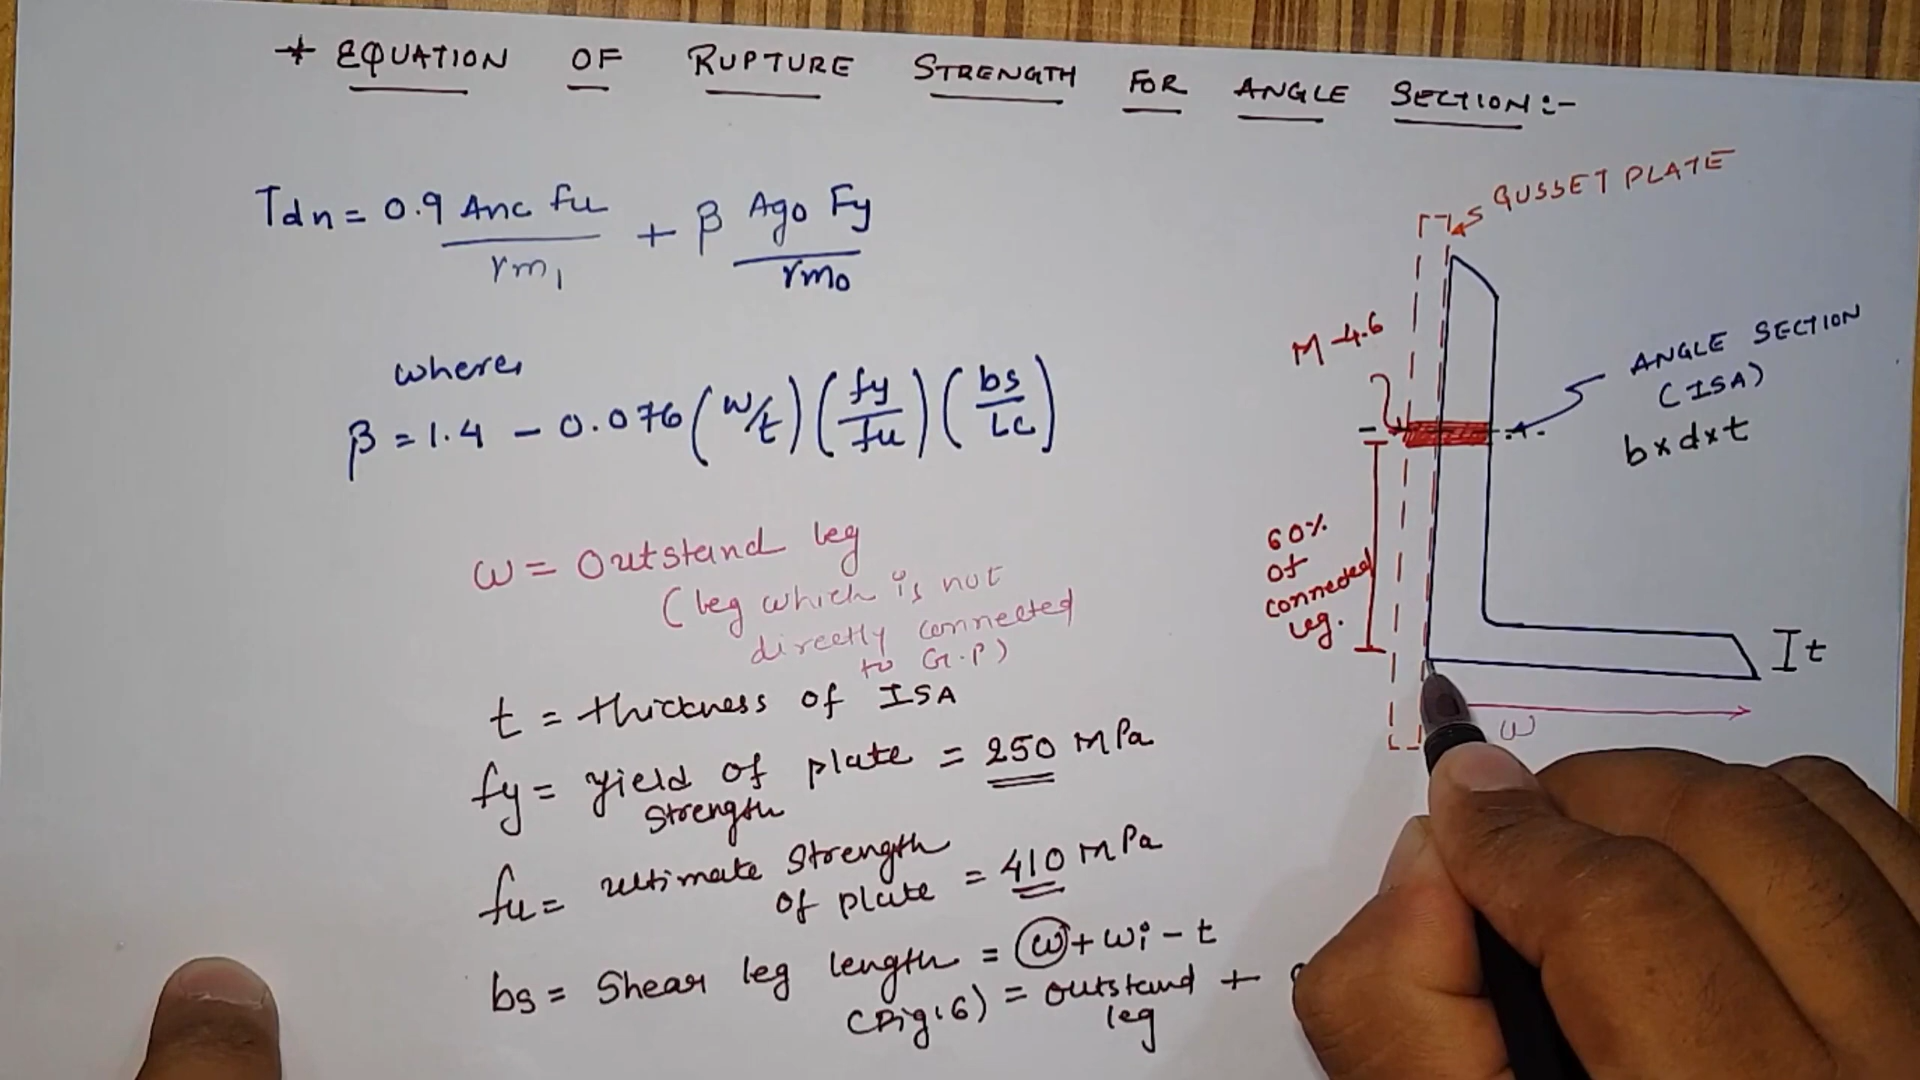 * EQUATION OF RUPTURE STRENGTH FOR ANGLE SECTION :-
Tdn = 0.9 Anc fu / rm1 + β Ago Fy / rm0
where,
β = 1.4 - 0.076 (w/t) (fy/fu) (bs/Lc)
w = Outstand leg
(leg which is not
directly connected
to G.P)
t = thickness of ISA
fy = yield of plate = 250 MPa
strength
fu = ultimate strength
of plate = 410 MPa
bs = Shear leg length = w + wi - t
(Fig. 6) = outstand +
leg
GUSSET PLATE
M-4.6
ANGLE SECTION
(ISA)
b x d x t
60%
of
connected
leg.
t
w